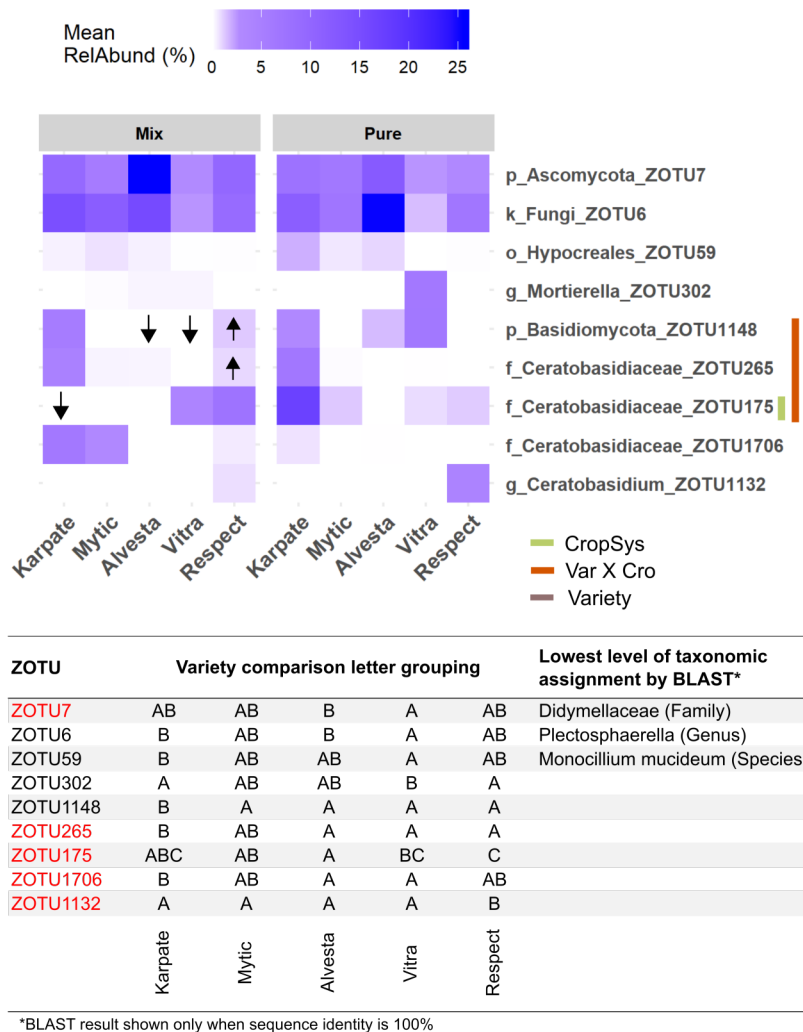 Mean
RelAbund (%)
0 5 10 15 20 25
Mix Pure
p_Ascomycota_ZOTU7
k_Fungi_ZOTU6
o_Hypocreales_ZOTU59
g_Mortierella_ZOTU302
p_Basidiomycota_ZOTU1148
f_Ceratobasidiaceae_ZOTU265
f_Ceratobasidiaceae_ZOTU175
f_Ceratobasidiaceae_ZOTU1706
g_Ceratobasidium_ZOTU1132
Karpate Mytic Alvesta Vitra Respect Karpate Mytic Alvesta Vitra Respect
CropSys
Var X Cro
Variety
ZOTU Variety comparison letter grouping Lowest level of taxonomic
assignment by BLAST*
ZOTU7 AB AB B A AB Didymellaceae (Family)
ZOTU6 B AB B A AB Plectosphaerella (Genus)
ZOTU59 B AB AB A AB Monocillium mucideum (Species
ZOTU302 A AB AB B A
ZOTU1148 B A A A A
ZOTU265 B AB A A A
ZOTU175 ABC AB A BC C
ZOTU1706 B AB A A AB
ZOTU1132 A A A A B
Karpate Mytic Alvesta Vitra Respect
*BLAST result shown only when sequence identity is 100%